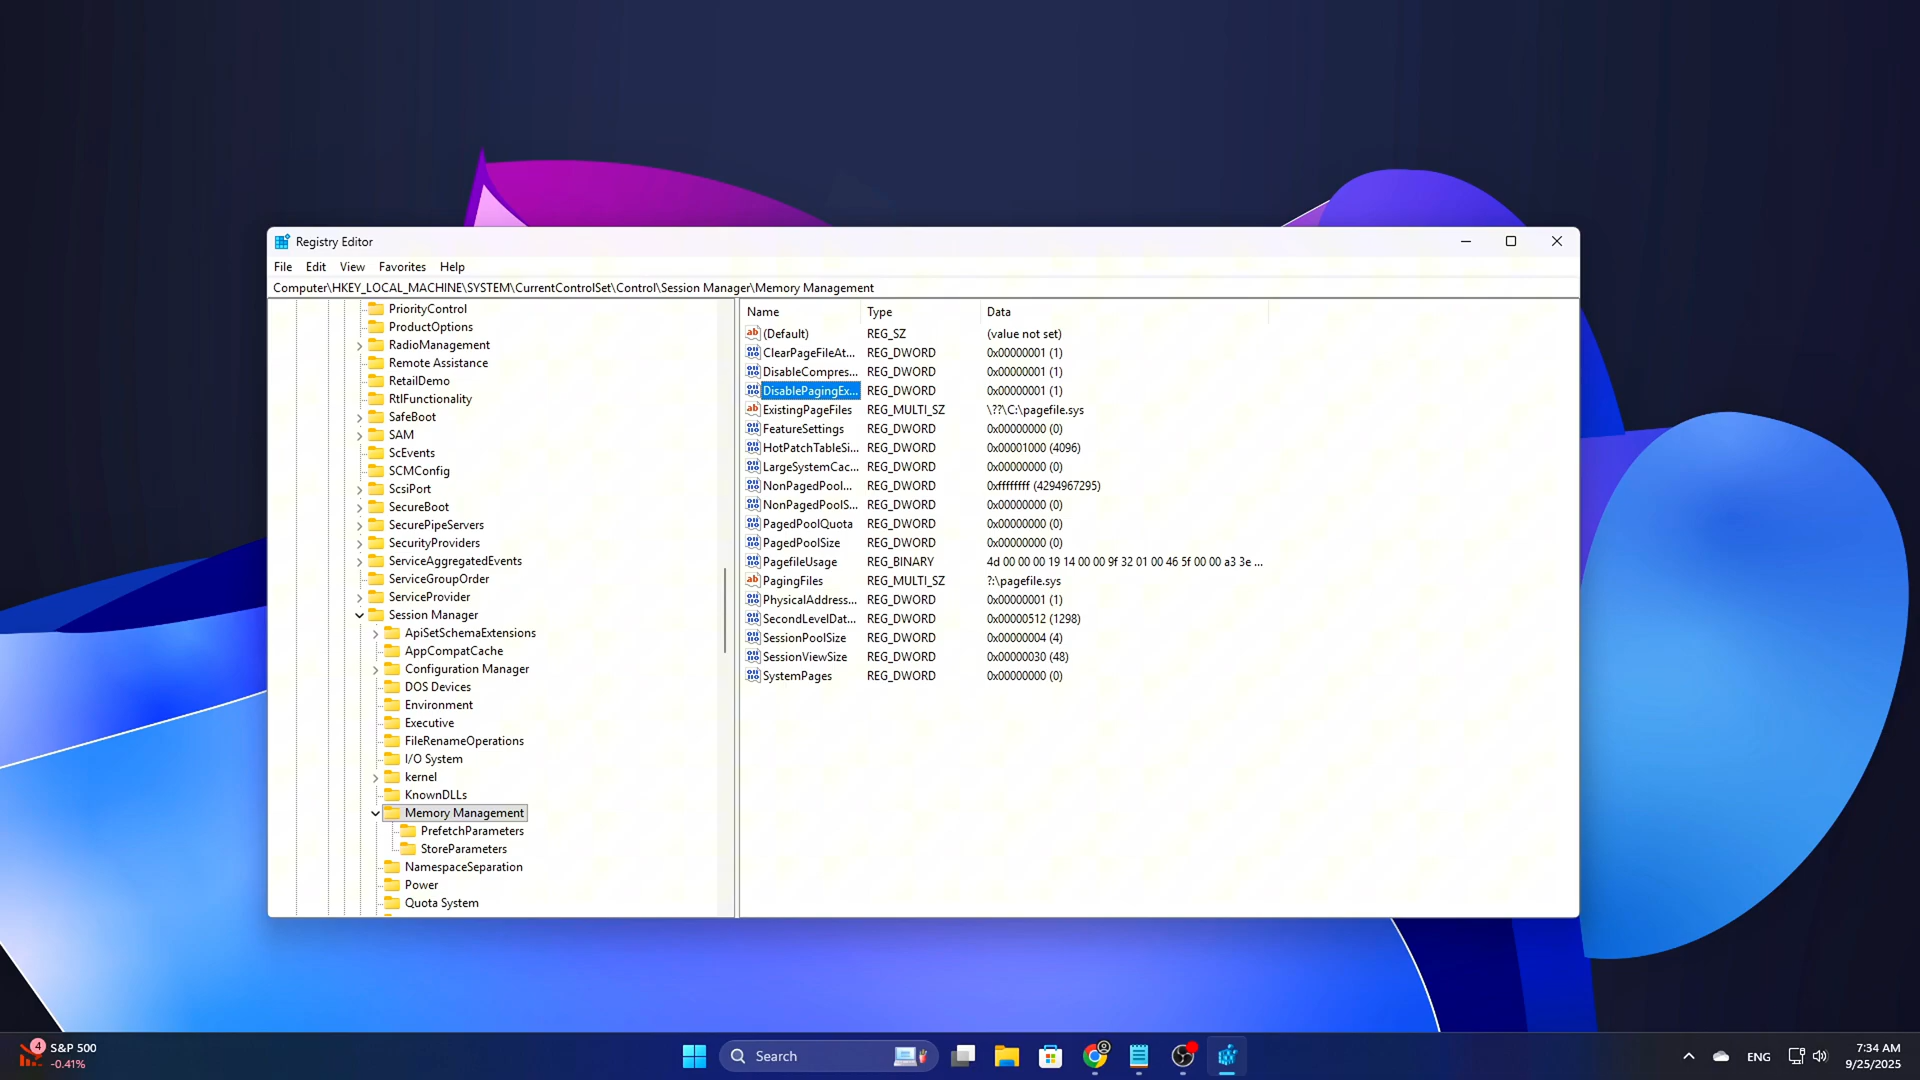 Registry Editor
File Edit View Favorites Help
Computer\HKEY_LOCAL_MACHINE\SYSTEM\CurrentControlSet\Control\Session Manager\Memory Management
PriorityControl
ProductOptions
RadioManagement
Remote Assistance
RetailDemo
RtlFunctionality
SafeBoot
SAM
ScEvents
SCMConfig
ScsiPort
SecureBoot
SecurePipeServers
SecurityProviders
ServiceAggregatedEvents
ServiceGroupOrder
ServiceProvider
Session Manager
ApiSetSchemaExtensions
AppCompatCache
Configuration Manager
DOS Devices
Environment
Executive
FileRenameOperations
I/O System
kernel
KnownDLLs
Memory Management
PrefetchParameters
StoreParameters
NamespaceSeparation
Power
Quota System
Name Type Data
(Default) REG_SZ (value not set)
ClearPageFileAt... REG_DWORD 0x00000001 (1)
DisableCompres... REG_DWORD 0x00000001 (1)
DisablePagingEx... REG_DWORD 0x00000001 (1)
ExistingPageFiles REG_MULTI_SZ \??\C:\pagefile.sys
FeatureSettings REG_DWORD 0x00000000 (0)
HotPatchTableSi... REG_DWORD 0x00001000 (4096)
LargeSystemCac... REG_DWORD 0x00000000 (0)
NonPagedPool... REG_DWORD 0xffffffff (4294967295)
NonPagedPoolS... REG_DWORD 0x00000000 (0)
PagedPoolQuota REG_DWORD 0x00000000 (0)
PagedPoolSize REG_DWORD 0x00000000 (0)
PagefileUsage REG_BINARY 4d 00 00 00 19 14 00 00 9f 32 01 00 46 5f 00 00 a3 3e ...
PagingFiles REG_MULTI_SZ ?:\pagefile.sys
PhysicalAddress... REG_DWORD 0x00000001 (1)
SecondLevelDat... REG_DWORD 0x00000512 (1298)
SessionPoolSize REG_DWORD 0x00000004 (4)
SessionViewSize REG_DWORD 0x00000030 (48)
SystemPages REG_DWORD 0x00000000 (0)
4 S&P 500
-0.41%
Search
ENG
7:34 AM
9/25/2025